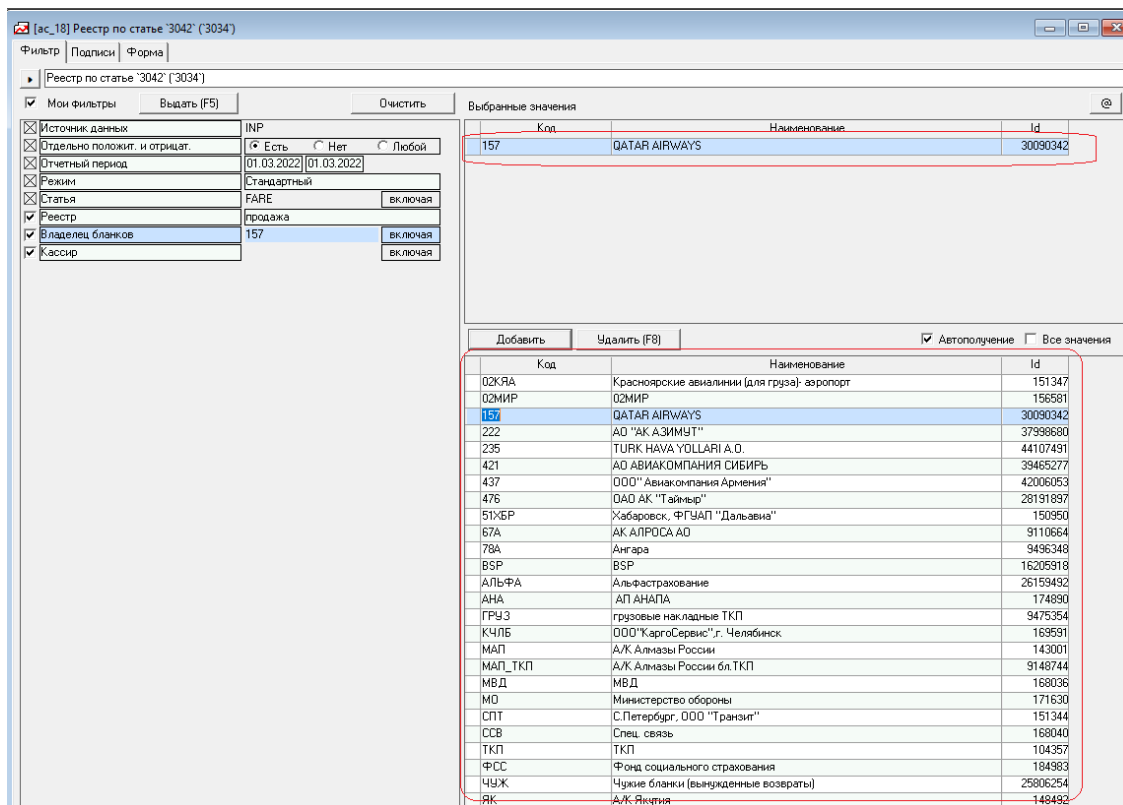 [ac_18] Реестр по статье `3042` (`3034`)
Фильтр Подписи Форма
Реестр по статье `3042` (`3034`)
Мои фильтры Выдать (F5) Очистить
Источник данных INP
Отдельно положит. и отрицат. Есть Нет Любой
Отчетный период 01.03.2022 01.03.2022
Режим Стандартный
Статья FARE включая
Реестр продажа
Владелец бланков 157 включая
Кассир включая
Выбранные значения @
Код Наименование Id
157 QATAR AIRWAYS 30090342
Добавить Удалить (F8) Автополучение Все значения
Код Наименование Id
02КЯА Красноярские авиалинии (для груза)- аэропорт 151347
02МИР 02МИР 156581
157 QATAR AIRWAYS 30090342
222 АО "АК АЗИМУТ" 37998680
235 TURK HAVA YOLLARI A.O. 44107491
421 АО АВИАКОМПАНИЯ СИБИРЬ 39465277
437 ООО"Авиакомпания Армения" 42006053
476 ОАО АК "Таймыр" 28191897
51ХБР Хабаровск, ФГУАП "Дальавиа" 150950
67А АК АЛРОСА АО 9110664
78А Ангара 9496348
BSP BSP 16205918
АЛЬФА Альфастрахование 26159492
АНА АП АНАПА 174890
ГРУЗ грузовые накладные ТКП 9475354
КЧЛБ ООО"КаргоСервис",г. Челябинск 169591
МАП А/К Алмазы России 143001
МАП_ТКП А/К Алмазы России бл.ТКП 9148744
МВД МВД 168036
МО Министерство обороны 171630
СПТ С.Петербург, ООО "Транзит" 151344
ССВ Спец. связь 168040
ТКП ТКП 104357
ФСС Фонд социального страхования 184983
ЧУЖ Чужие бланки (вынужденные возвраты) 25806254
ЯК А/К Якутия 148492